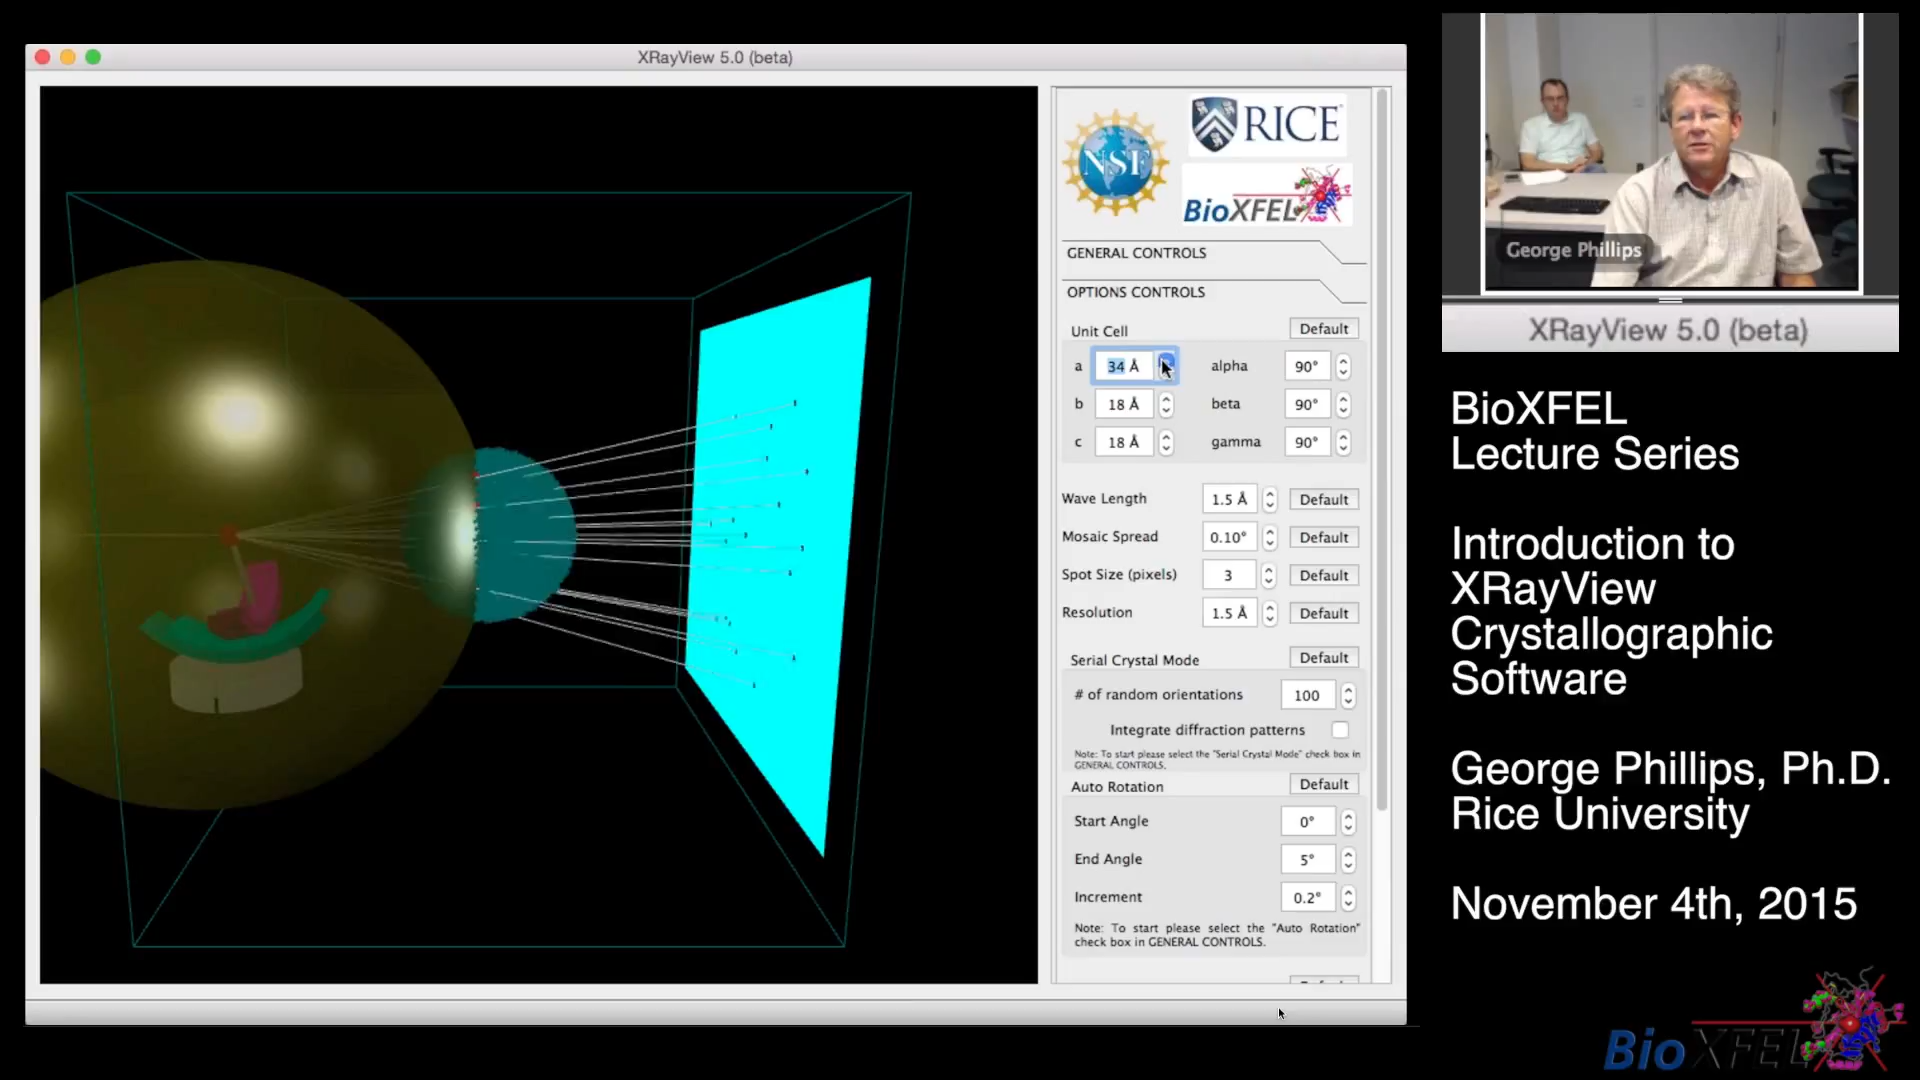 XRayView 5.0 (beta)
NSF
RICE
BioXFEL
GENERAL CONTROLS
OPTIONS CONTROLS
Unit Cell Default
a 34 Å alpha 90°
b 18 Å beta 90°
c 18 Å gamma 90°
Wave Length 1.5 Å Default
Mosaic Spread 0.10° Default
Spot Size (pixels) 3 Default
Resolution 1.5 Å Default
Serial Crystal Mode Default
# of random orientations 100
Integrate diffraction patterns
Note: To start please select the "Serial Crystal Mode" check box in
GENERAL CONTROLS.
Auto Rotation Default
Start Angle 0°
End Angle 5°
Increment 0.2°
Note: To start please select the "Auto Rotation"
check box in GENERAL CONTROLS.
George Phillips
XRayView 5.0 (beta)
BioXFEL
Lecture Series
Introduction to
XRayView
Crystallographic
Software
George Phillips, Ph.D.
Rice University
November 4th, 2015
BioXFEL